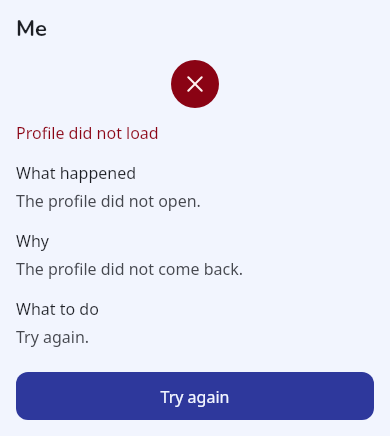 Me
Profile did not load
What happened
The profile did not open.
Why
The profile did not come back.
What to do
Try again.
Try again